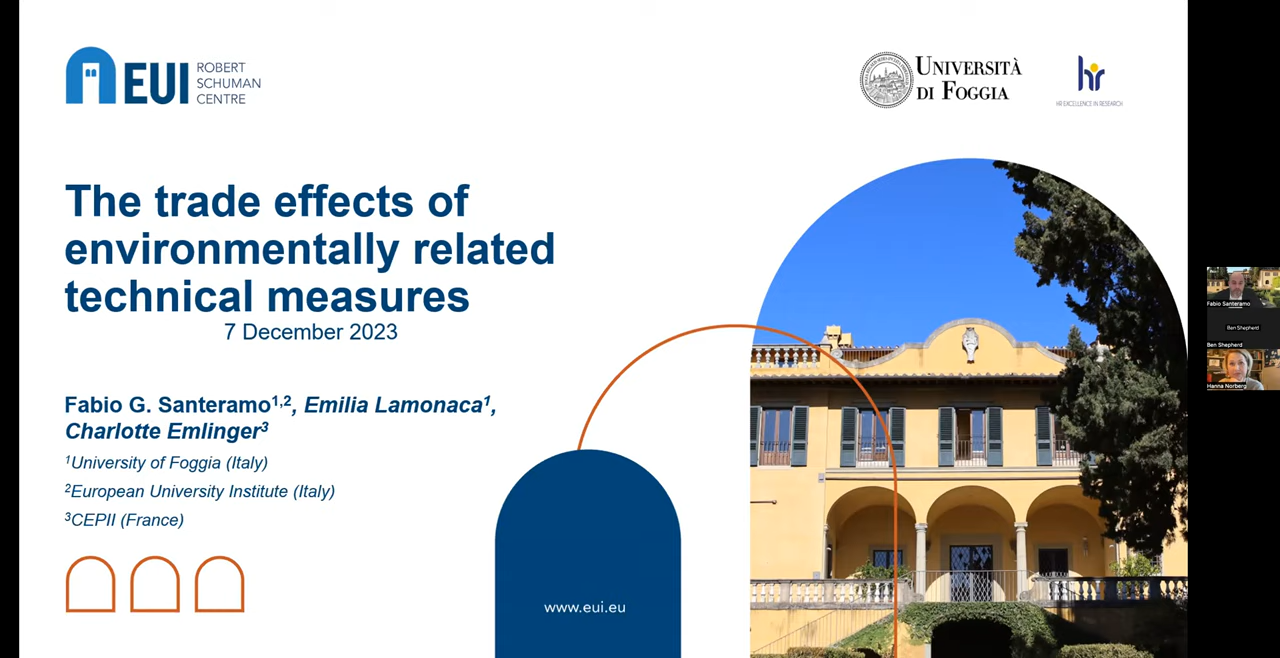 EUI
ROBERT
SCHUMAN
CENTRE
UNIVERSITÀ
DI FOGGIA
hr
HR EXCELLENCE IN RESEARCH
The trade effects of
environmentally related
technical measures
7 December 2023
Fabio G. Santeramo1,2, Emilia Lamonaca1,
Charlotte Emlinger3
1University of Foggia (Italy)
2European University Institute (Italy)
3CEPII (France)
www.eui.eu
Fabio Santeramo
Ben Shepherd
Ben Shepherd
Hanna Norberg